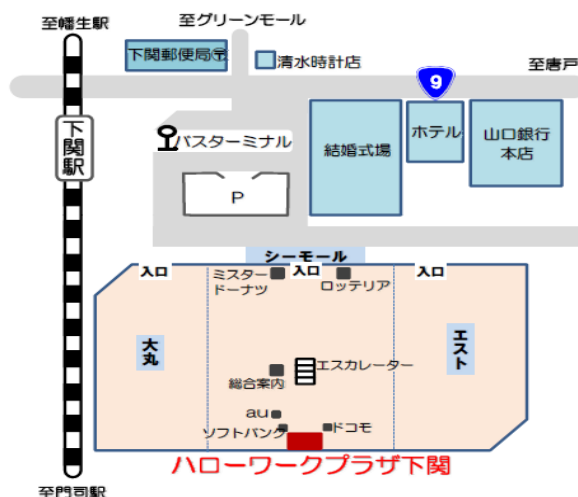 至グリーンモール
至幡生駅
下関郵便局〶
清水時計店
至唐戸
9
下関駅
バスターミナル
結婚式場
ホテル
山口銀行
本店
P
シーモール
入口
入口
入口
ミスター
ドーナツ
ロッテリア
大丸
エスト
エスカレーター
総合案内
au
ソフトバンク
ドコモ
ハローワークプラザ下関
至門司駅